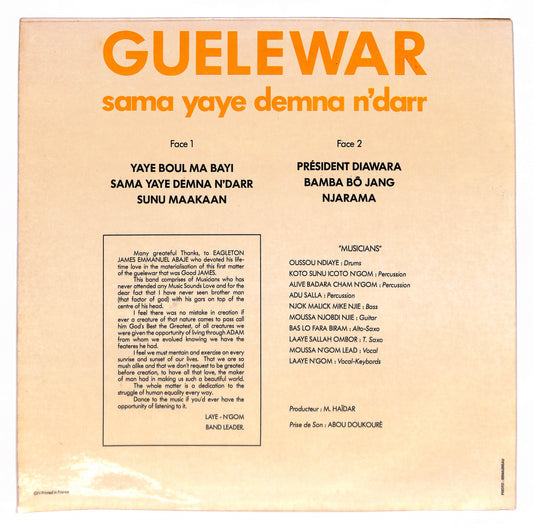 GUELEWAR
sama yaye demna n'darr
Face 1
YAYE BOUL MA BAYI
SAMA YAYE DEMNA N'DARR
SUNU MAAKAAN
Face 2
PRÉSIDENT DIAWARA
BAMBA BÔ JANG
NJARAMA
Many greateful Thanks, to EAGLETON
JAMES EMMANUEL ABAJE who devoted his life-
time love in the materialisation of this first matter
of the guelewar that was Good JAMES.
This band comprises of Musicians who has
never attended any Music Sounds Love and for the
dear fact that I have never seen brother man
(that factor of god) with his gars on top of the
centre of his head.
I feel there was no mistake in creation if
ever a creature of that nature comes to pass call
him God's Best the Greatest, of all creatures we
were given the opportunity of living through ADAM
from whom we evalued knowing we have the
features he had.
I feel we must mentain and exercise on every
sunrise and sunset of our lives. That we are so
mush alike and that we don't request to be greated
before creation, to have all that love, the maker
of man had in making us such a beautiful world.
The whole matter is a dedication to the
struggle of human equality every way.
Dance to the music if you'd ever have the
opportunity of listening to it.
LAYE - N'GOM
BAND LEADER.
"MUSICIANS"
OUSSOU NDIAYE : Drums
KOTO SUNU ICOTO N'GOM : Percussion
ALIVE BADARA CHAM N'GOM : Percussion
ADU SALLA : Percussion
NJOK MALICK MIKE NJIE : Bass
MOUSSA NJOBDI NJIE : Guitar
BAS LO FARA BIRAM : Alto-Saxo
LAAYE SALLAH OMBOR : T. Saxo
MOUSSA N'GOM LEAD : Vocal
LAAYE N'GOM : Vocal-Keybords
Producteur : M. HAÏDAR
Prise de Son : ABOU DOUKOURÈ
Printed in France